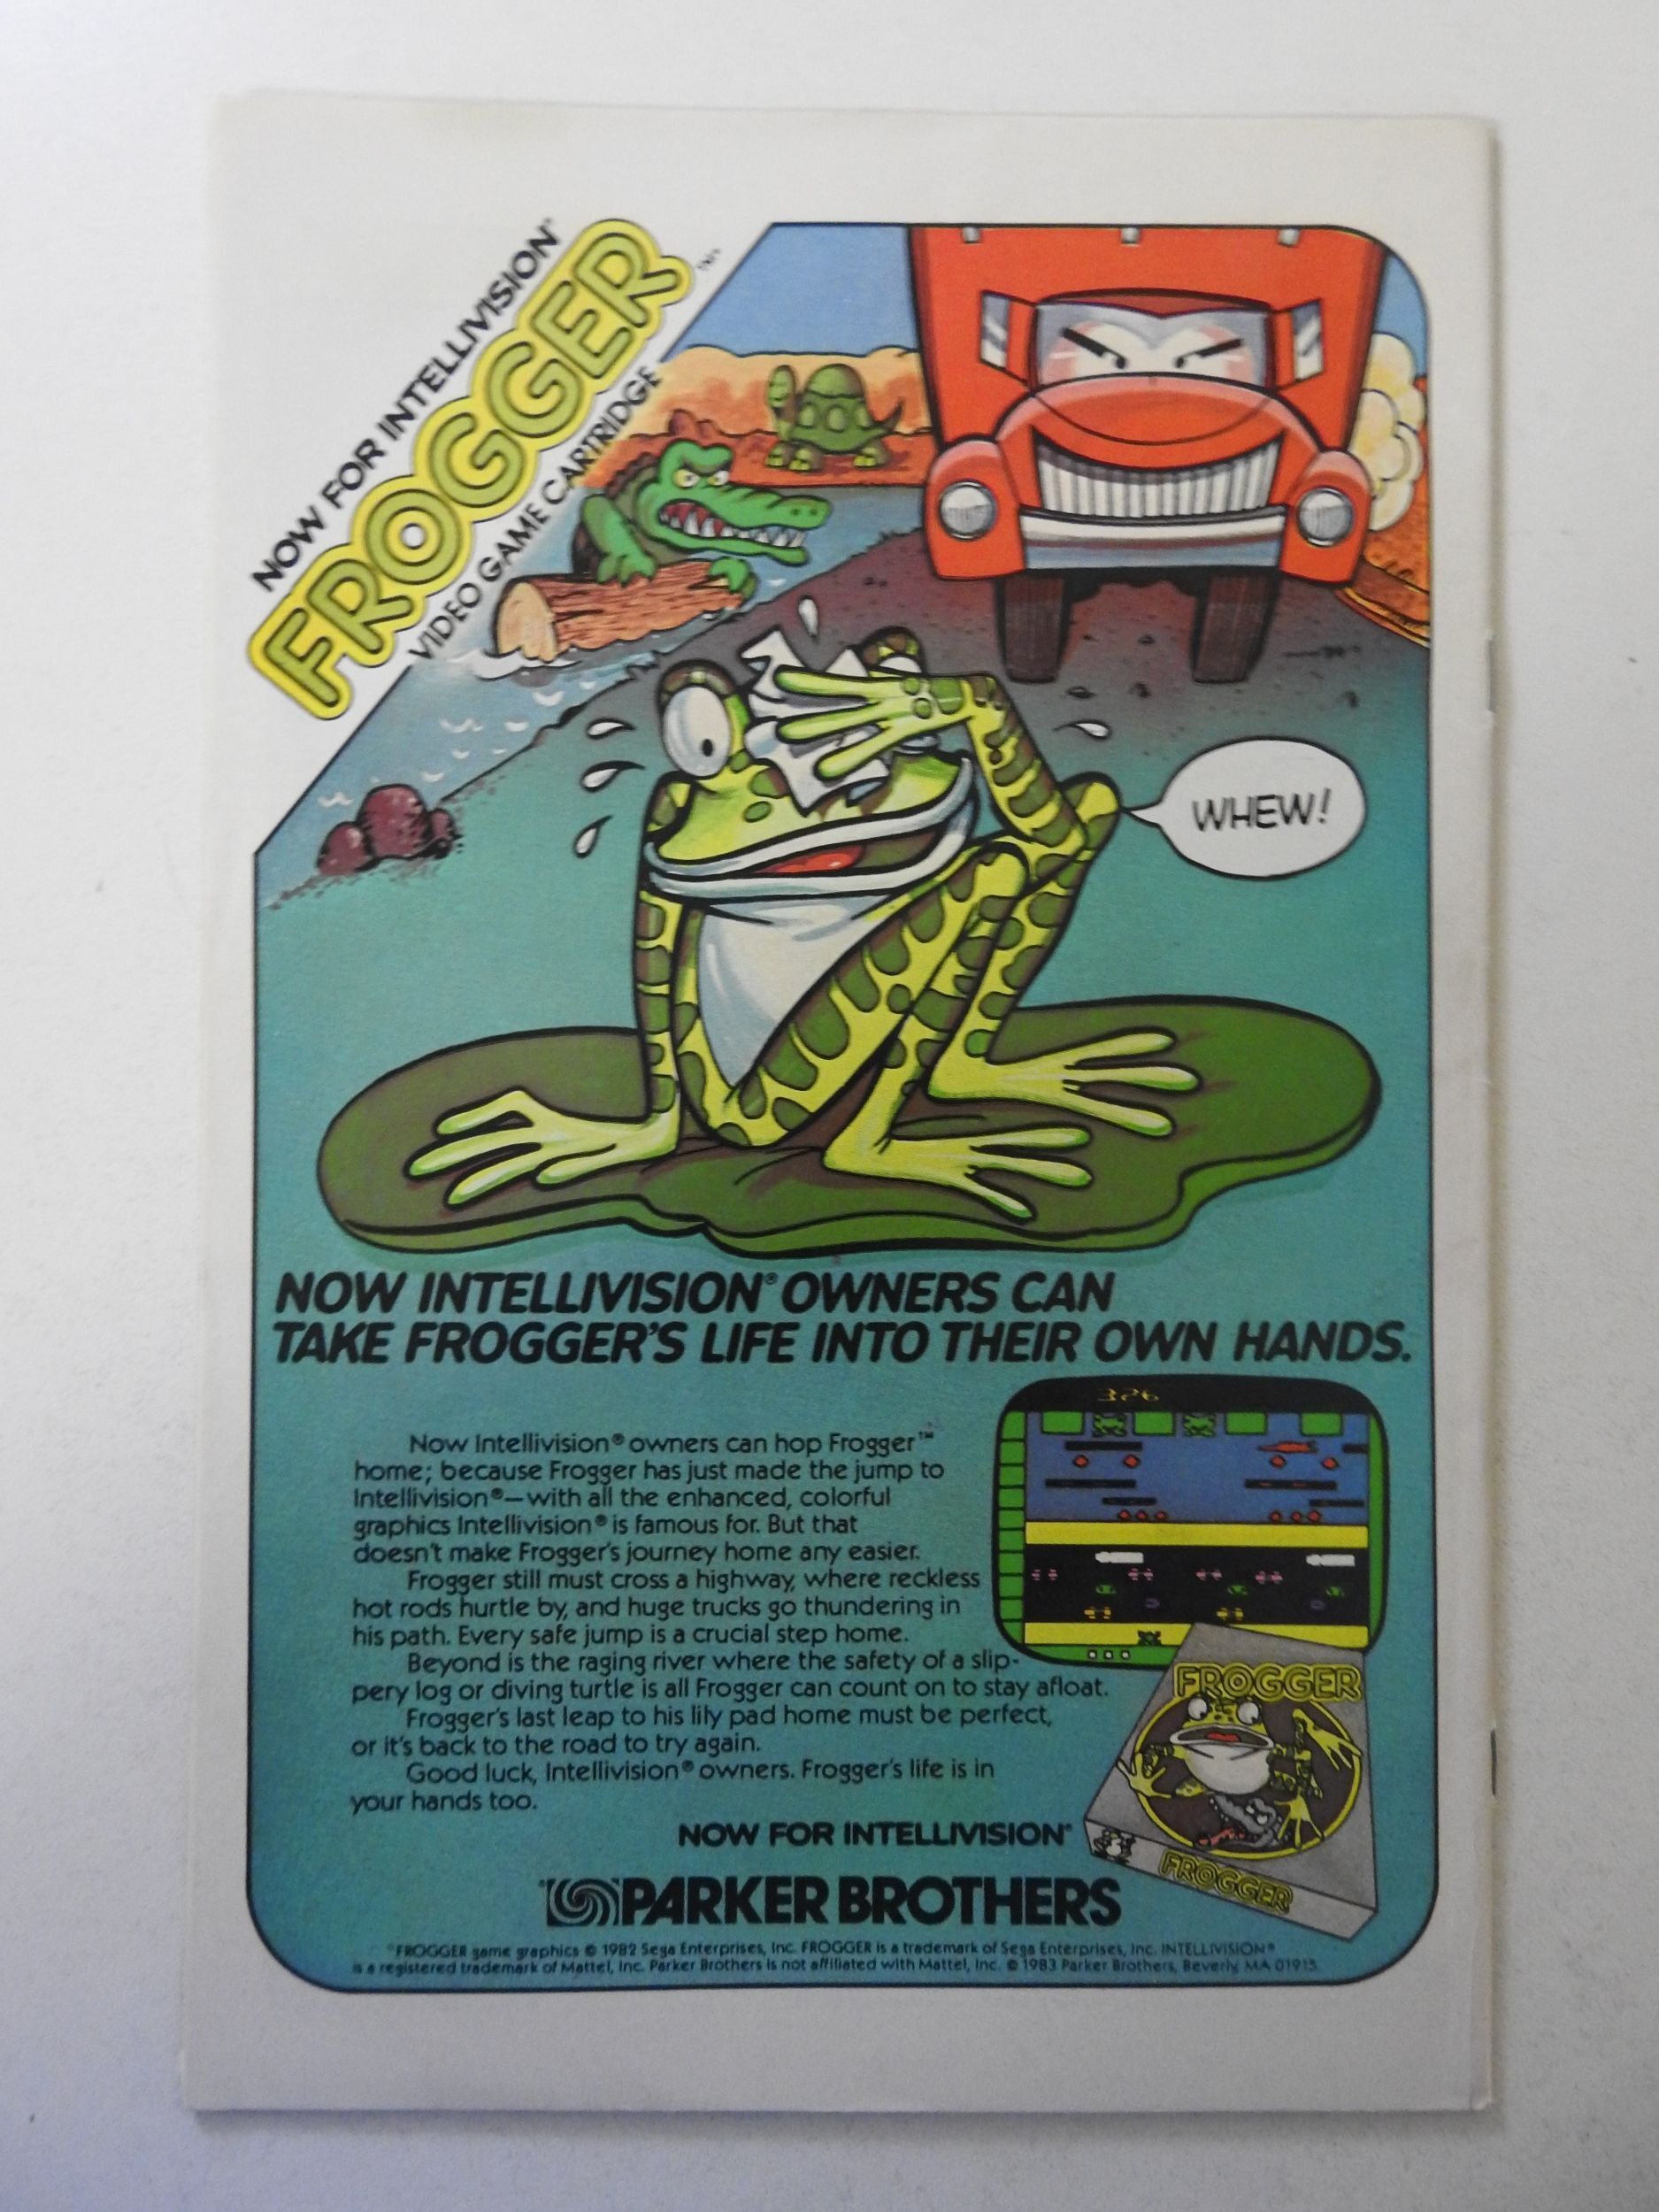 NOW FOR INTELLIVISION®
FROGGER™
VIDEO GAME CARTRIDGE
WHEW!
NOW INTELLIVISION® OWNERS CAN
TAKE FROGGER'S LIFE INTO THEIR OWN HANDS.
326
Now Intellivision® owners can hop Frogger™
home; because Frogger has just made the jump to
Intellivision®—with all the enhanced, colorful
graphics Intellivision® is famous for. But that
doesn't make Frogger's journey home any easier.
Frogger still must cross a highway, where reckless
hot rods hurtle by, and huge trucks go thundering in
his path. Every safe jump is a crucial step home.
Beyond is the raging river where the safety of a slip-
pery log or diving turtle is all Frogger can count on to stay afloat.
Frogger's last leap to his lily pad home must be perfect,
or it's back to the road to try again.
Good luck, Intellivision® owners. Frogger's life is in
your hands too.
FROGGER
FROGGER
NOW FOR INTELLIVISION®
PARKER BROTHERS
FROGGER game graphics © 1982 Sega Enterprises, Inc. FROGGER is a trademark of Sega Enterprises, Inc. INTELLIVISION®
is a registered trademark of Mattel, Inc. Parker Brothers is not affiliated with Mattel, Inc. © 1983 Parker Brothers, Beverly, MA 01915